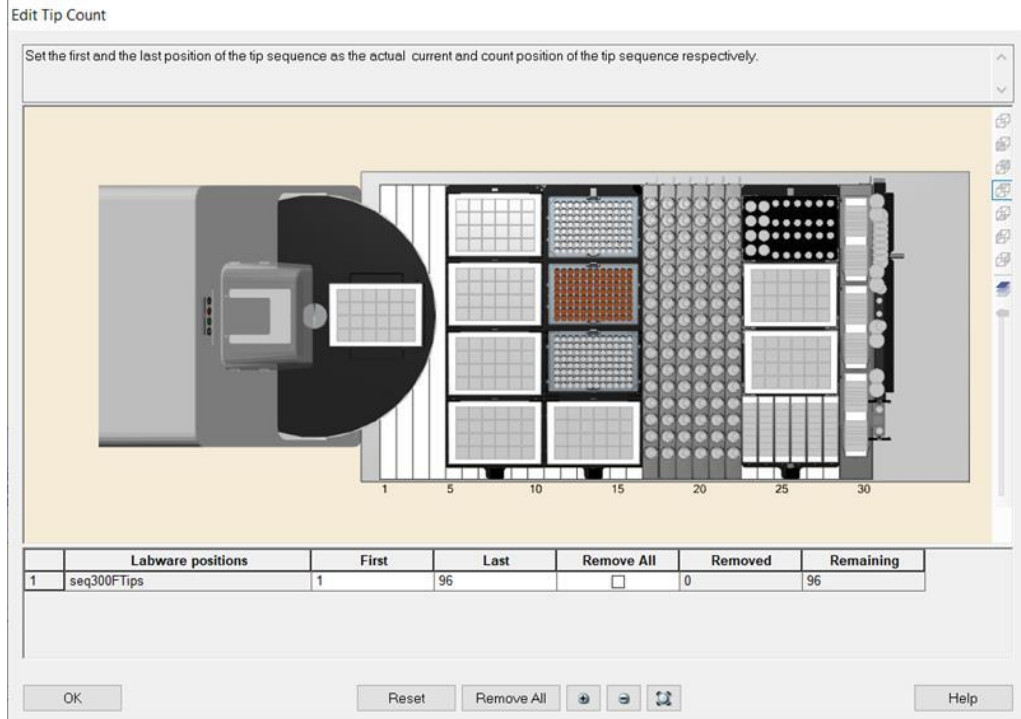 Edit Tip Count
Set the first and the last position of the tip sequence as the actual current and count position of the tip sequence respectively.
1 5 10 15 20 25 30
Labware positions First Last Remove All Removed Remaining
1 seq300FTips 1 96 0 96
OK Reset Remove All Help